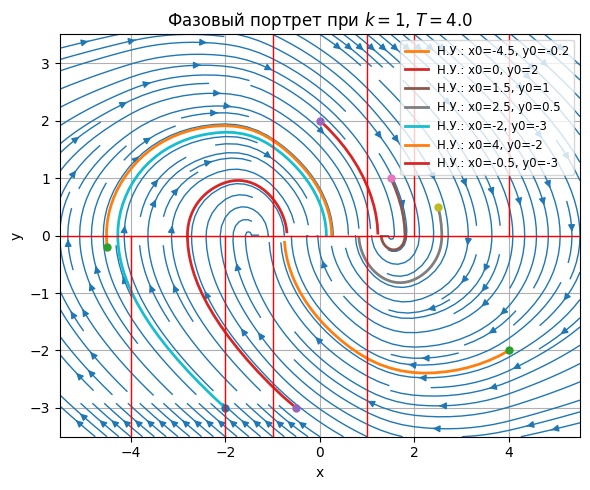 Фазовый портрет при k = 1, T = 4.0
Н.У.: x0=-4.5, y0=-0.2
Н.У.: x0=0, y0=2
Н.У.: x0=1.5, y0=1
Н.У.: x0=2.5, y0=0.5
Н.У.: x0=-2, y0=-3
Н.У.: x0=4, y0=-2
Н.У.: x0=-0.5, y0=-3
3
2
1
0
−1
−2
−3
y
−4 −2 0 2 4
x